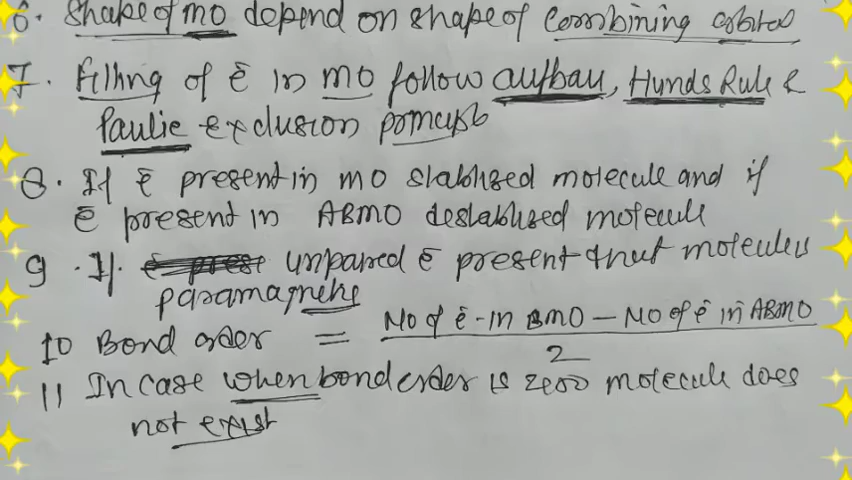 6. Shape of MO depend on shape of combining orbital
7. Filling of ē in MO follow aufbau, Hunds Rule &
Paulie exclusion principle
8. If ē present in MO stablized molecule and if
ē present in ABMO destablized molecule
9. If unpaired ē present that molecules
paramagnetic
10 Bond order = No of ē-in BMO – No of ē in ABMO
2
11 In case when bond order is zero molecule does
not exist